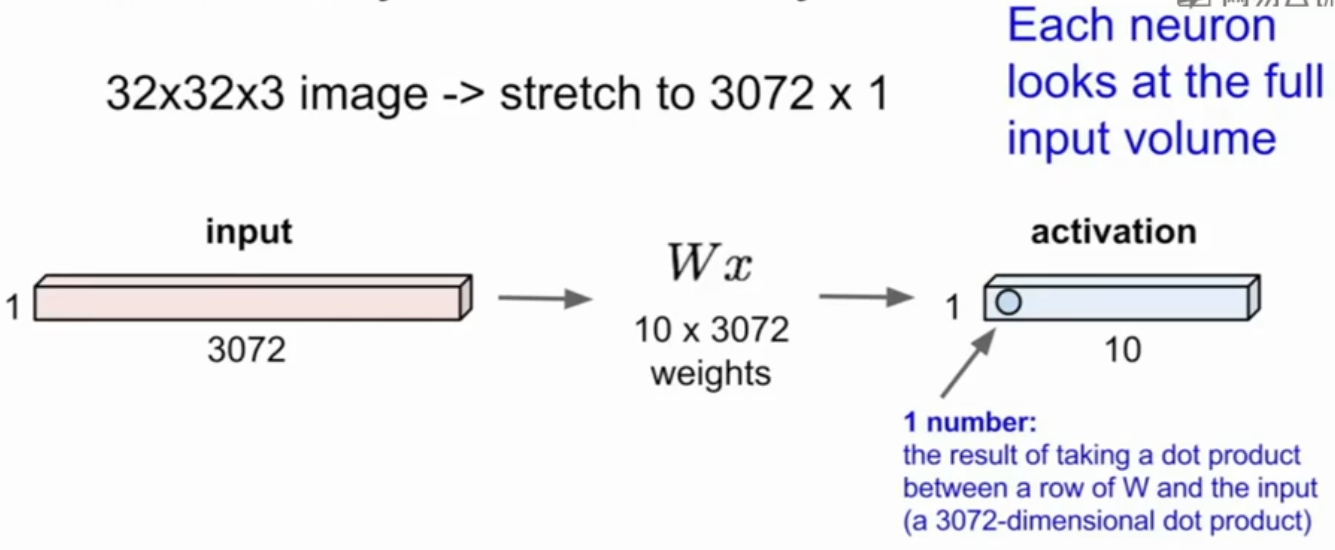 32x32x3 image -> stretch to 3072 x 1
Each neuron
looks at the full
input volume
input
1
3072
Wx
10 x 3072
weights
activation
1
10
1 number:
the result of taking a dot product
between a row of W and the input
(a 3072-dimensional dot product)